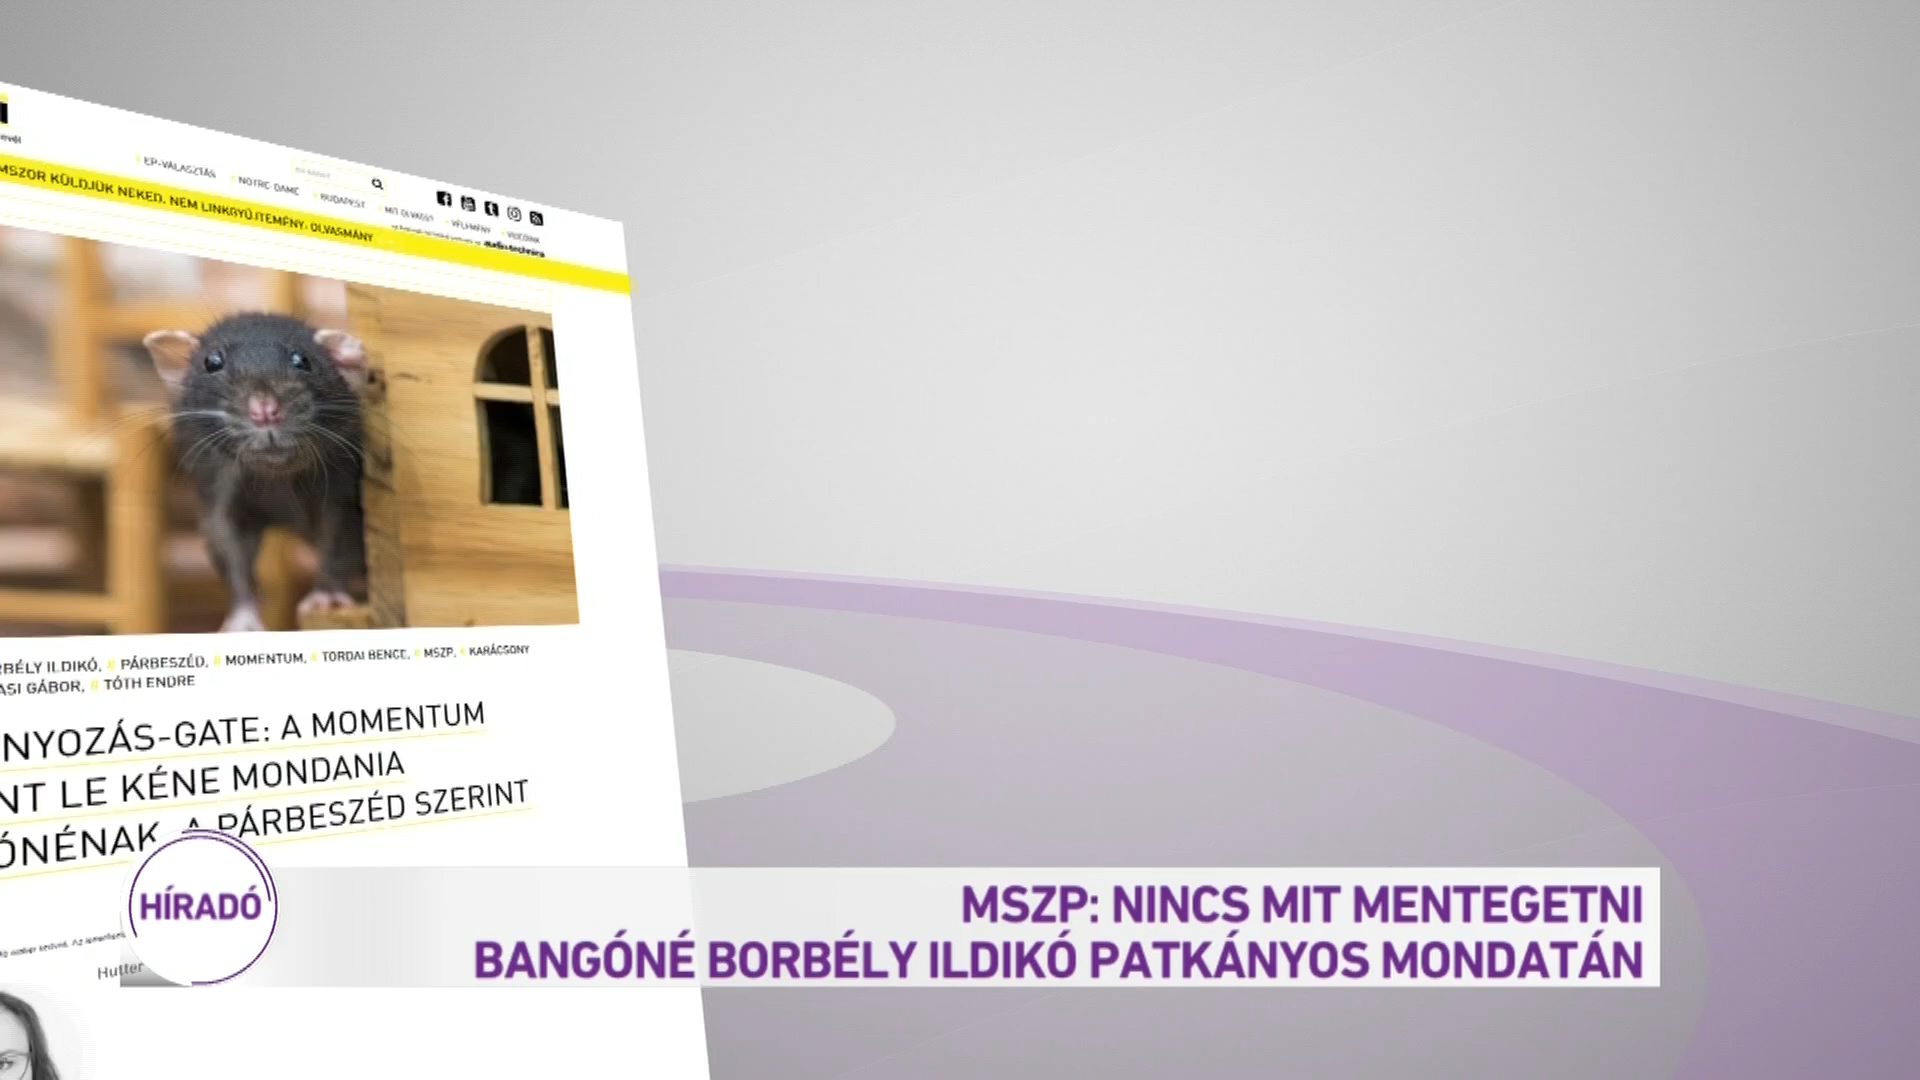 EP-VÁLASZTÁS
NOTRE-DAME
BUDAPEST
MIT OLVASS?
VÉLEMÉNY
VIDEÓINK
MSZOR KÜLDJÜK NEKED. NEM LINKGYŰJTEMÉNY: OLVASMÁNY
audio-technica
RBÉLY ILDIKÓ, # PÁRBESZÉD, # MOMENTUM, # TORDAI BENCE, # MSZP, # KARÁCSONY
ASI GÁBOR, # TÓTH ENDRE
NYOZÁS-GATE: A MOMENTUM
NT LE KÉNE MONDANIA
ÓNÉNAK, A PÁRBESZÉD SZERINT
Hutter
HÍRADÓ
MSZP: NINCS MIT MENTEGETNI
BANGÓNÉ BORBÉLY ILDIKÓ PATKÁNYOS MONDATÁN